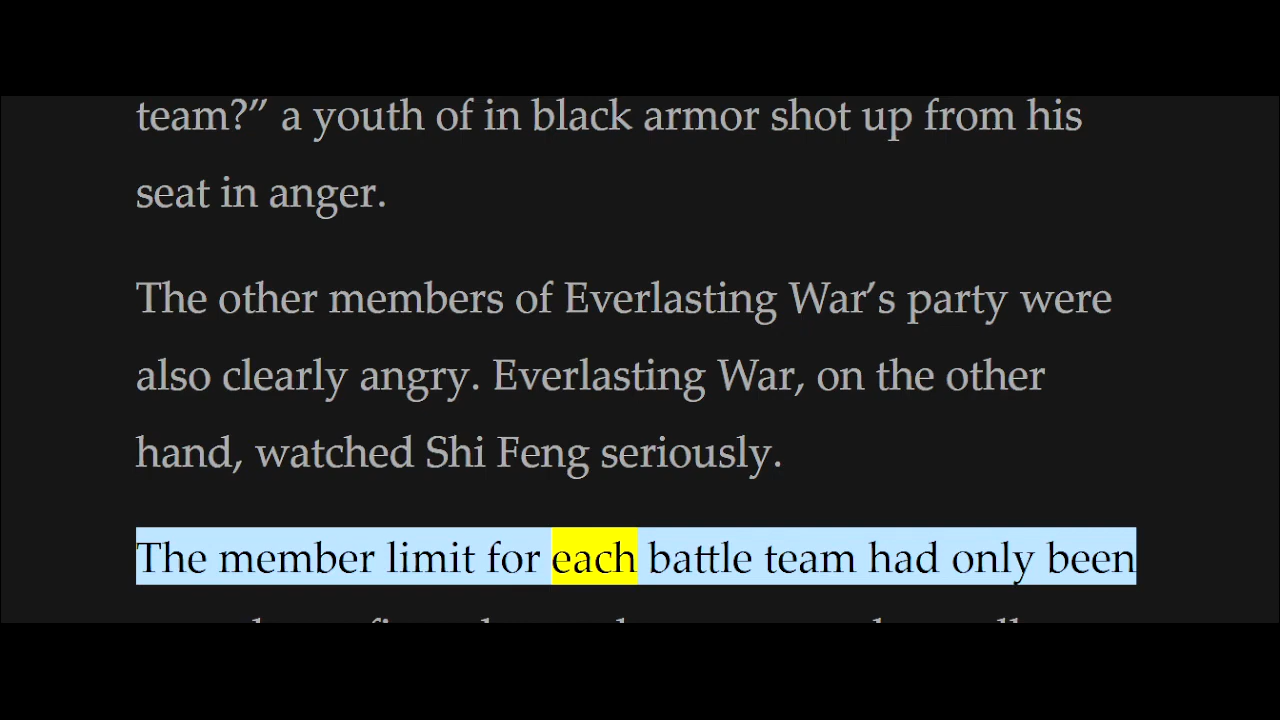 team?” a youth of in black armor shot up from his
seat in anger.
The other members of Everlasting War’s party were
also clearly angry. Everlasting War, on the other
hand, watched Shi Feng seriously.
The member limit for each battle team had only been